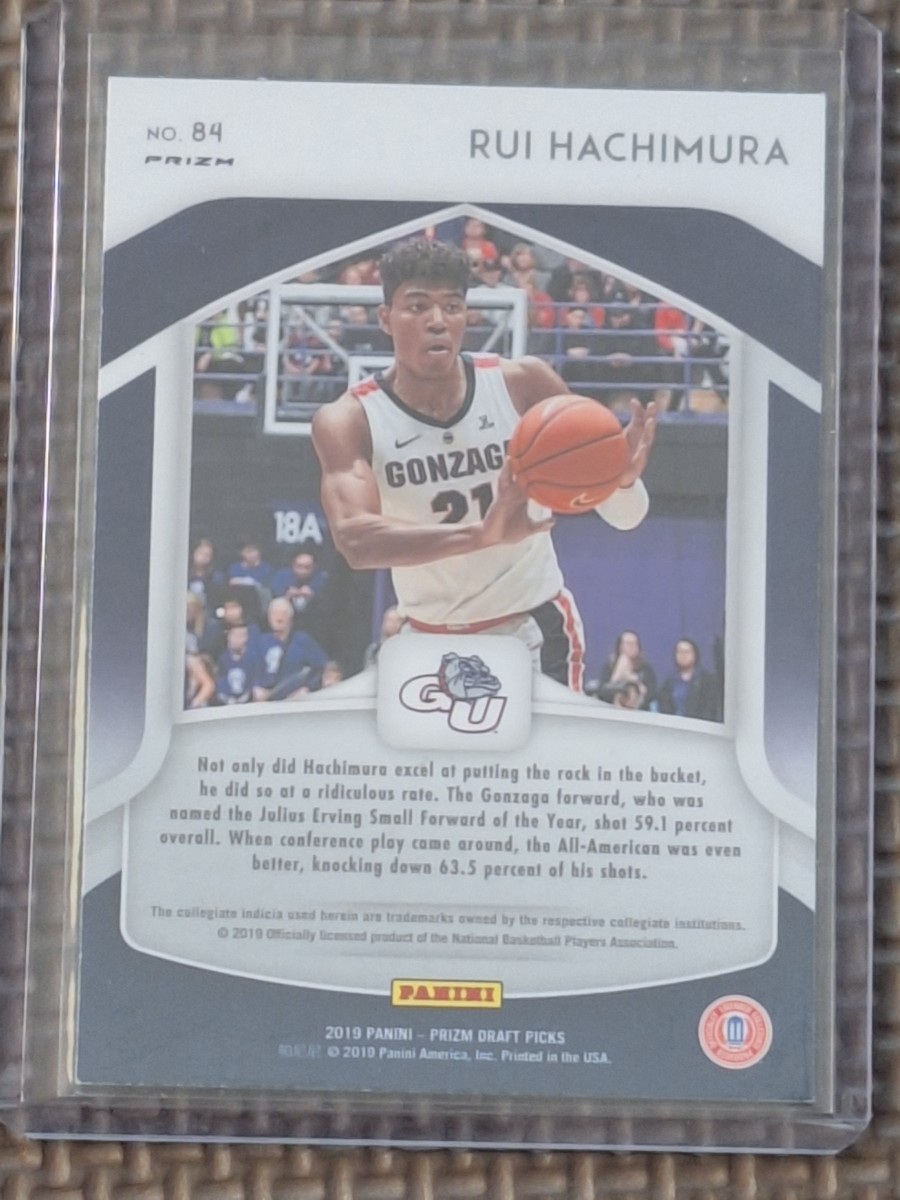 NO. 84
PRIZM
RUI HACHIMURA
GONZAG
21
18A
GU
Not only did Hachimura excel at putting the rock in the bucket,
he did so at a ridiculous rate. The Gonzaga forward, who was
named the Julius Erving Small Forward of the Year, shot 59.1 percent
overall. When conference play came around, the All-American was even
better, knocking down 63.5 percent of his shots.
The collegiate indicia used herein are trademarks owned by the respective collegiate institutions.
© 2019 Officially licensed product of the National Basketball Players Association.
PANINI
2019 PANINI – PRIZM DRAFT PICKS
© 2019 Panini America, Inc. Printed in the USA.